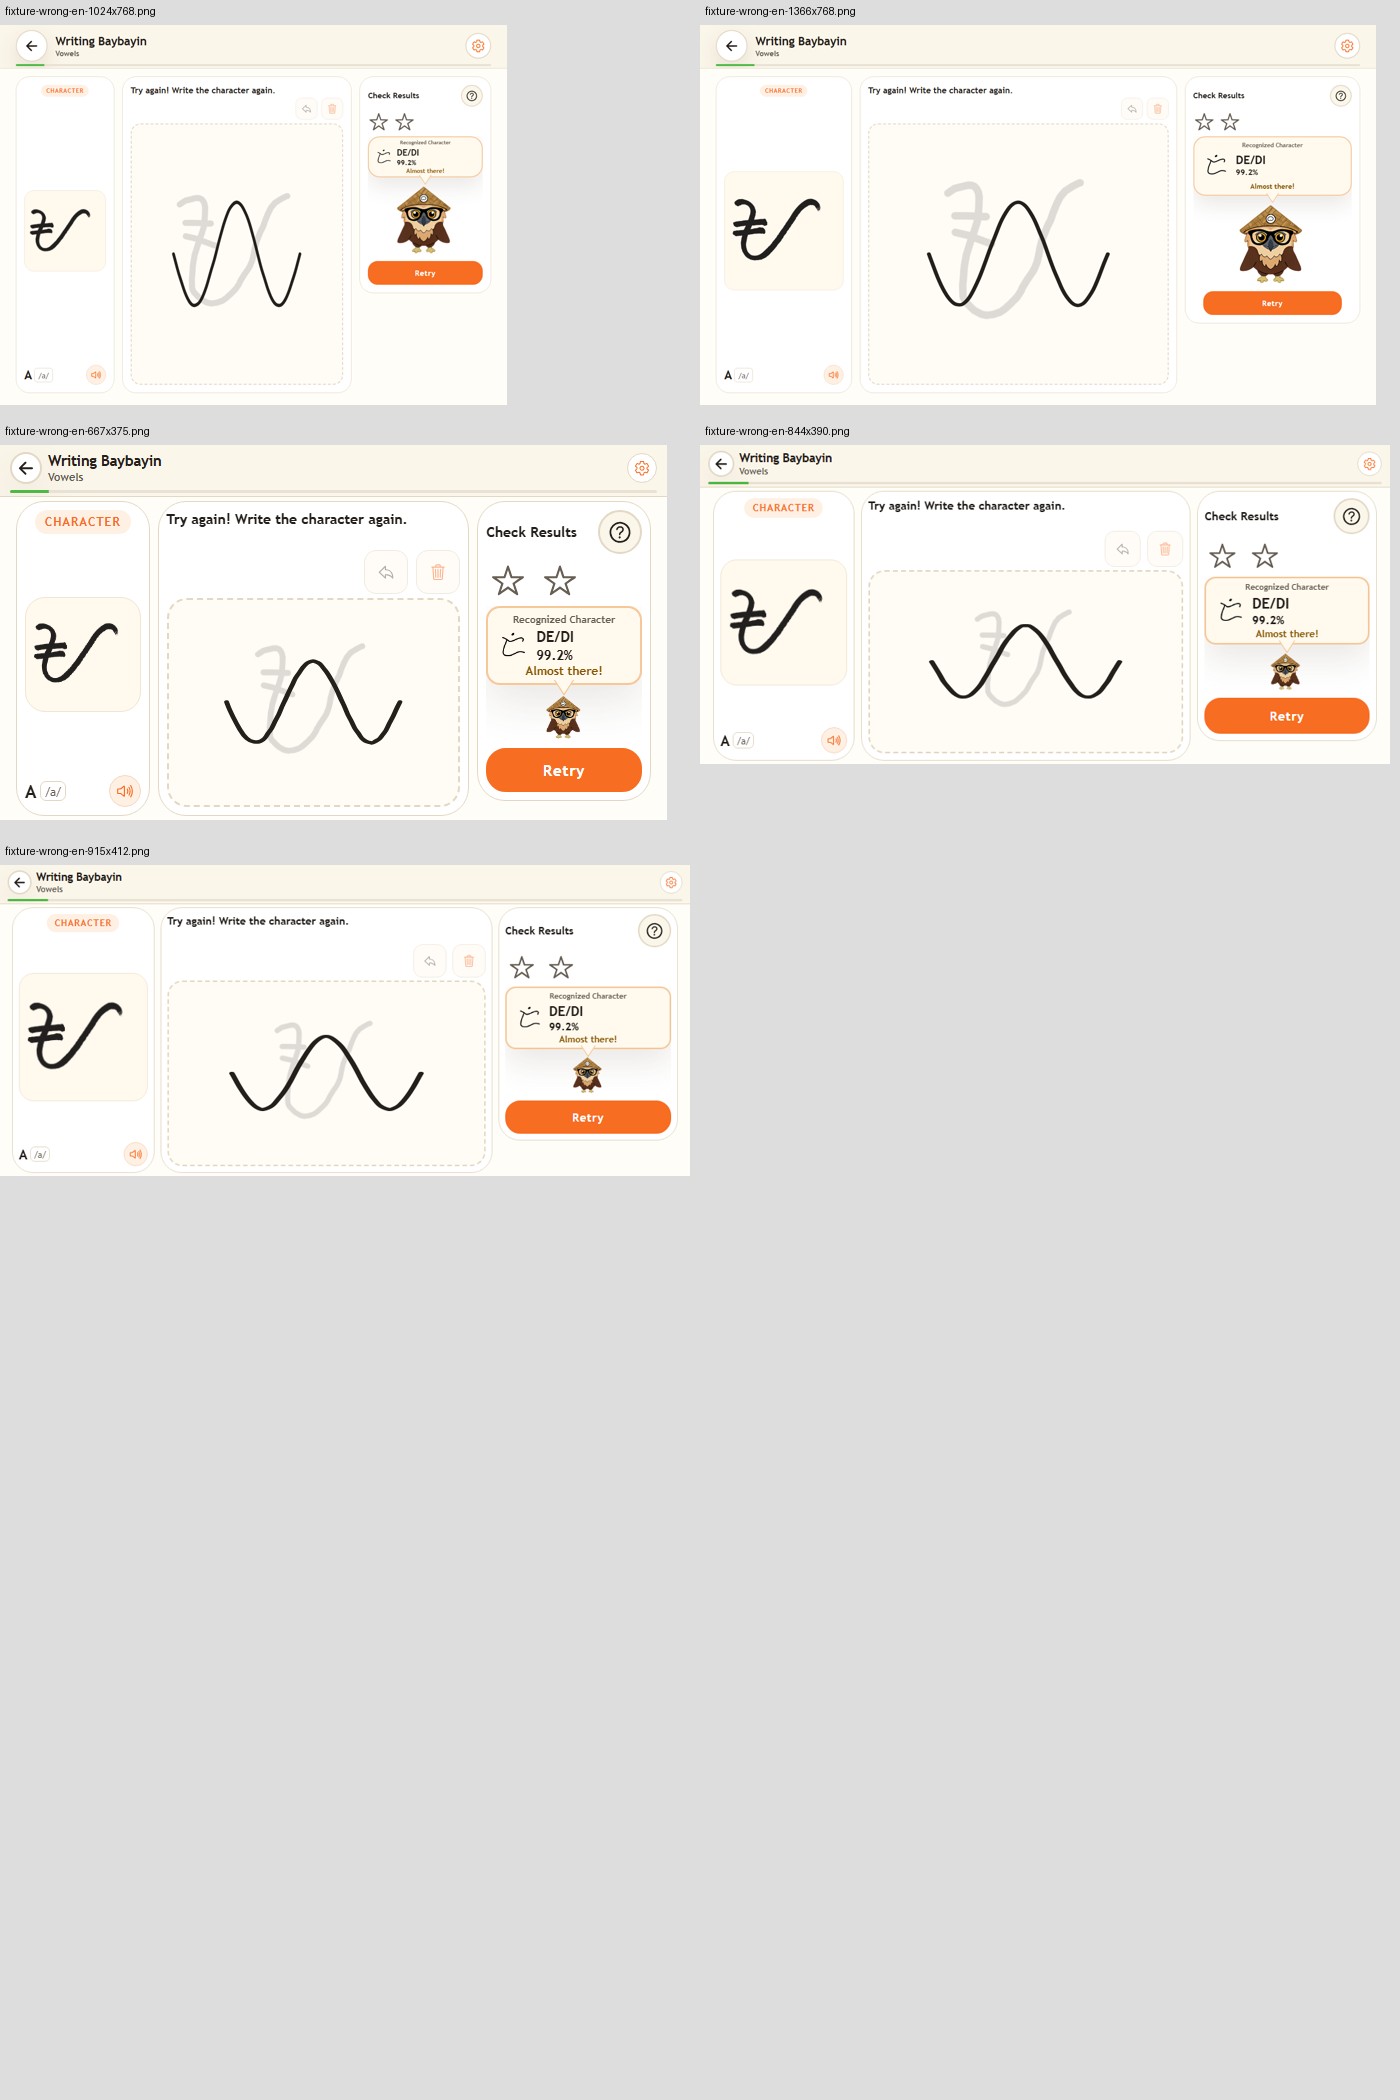 fixture-wrong-en-1024x768.png
Writing Baybayin
Vowels
CHARACTER
A /a/
Try again! Write the character again.
Check Results
Recognized Character
DE/DI
99.2%
Almost there!
Retry
fixture-wrong-en-1366x768.png
Writing Baybayin
Vowels
CHARACTER
A /a/
Try again! Write the character again.
Check Results
Recognized Character
DE/DI
99.2%
Almost there!
Retry
fixture-wrong-en-667x375.png
Writing Baybayin
Vowels
CHARACTER
A /a/
Try again! Write the character again.
Check Results
Recognized Character
DE/DI
99.2%
Almost there!
Retry
fixture-wrong-en-844x390.png
Writing Baybayin
Vowels
CHARACTER
A /a/
Try again! Write the character again.
Check Results
Recognized Character
DE/DI
99.2%
Almost there!
Retry
fixture-wrong-en-915x412.png
Writing Baybayin
Vowels
CHARACTER
A /a/
Try again! Write the character again.
Check Results
Recognized Character
DE/DI
99.2%
Almost there!
Retry